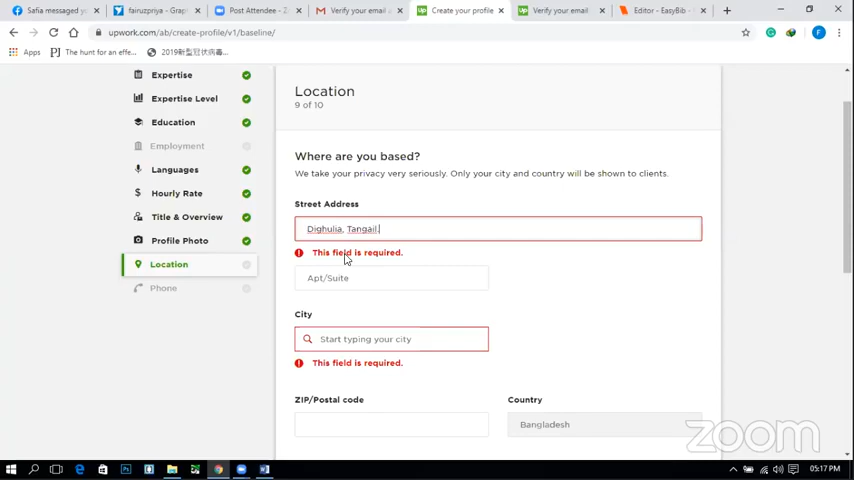 Safia messaged y
fairuzpriya - Grap
Post Attendee - Z
Verify your email a
Create your profile
Verify your email
Editor - EasyBib
upwork.com/ab/create-profile/v1/baseline/
Apps
The hunt for an effe...
2019新型冠状病毒...
Expertise
Expertise Level
Education
Employment
Languages
Hourly Rate
Title & Overview
Profile Photo
Location
Phone
Location
9 of 10
Where are you based?
We take your privacy very seriously. Only your city and country will be shown to clients.
Street Address
Dighulia, Tangail,
This field is required.
Apt/Suite
City
Start typing your city
This field is required.
ZIP/Postal code
Country
Bangladesh
zoom
05:17 PM